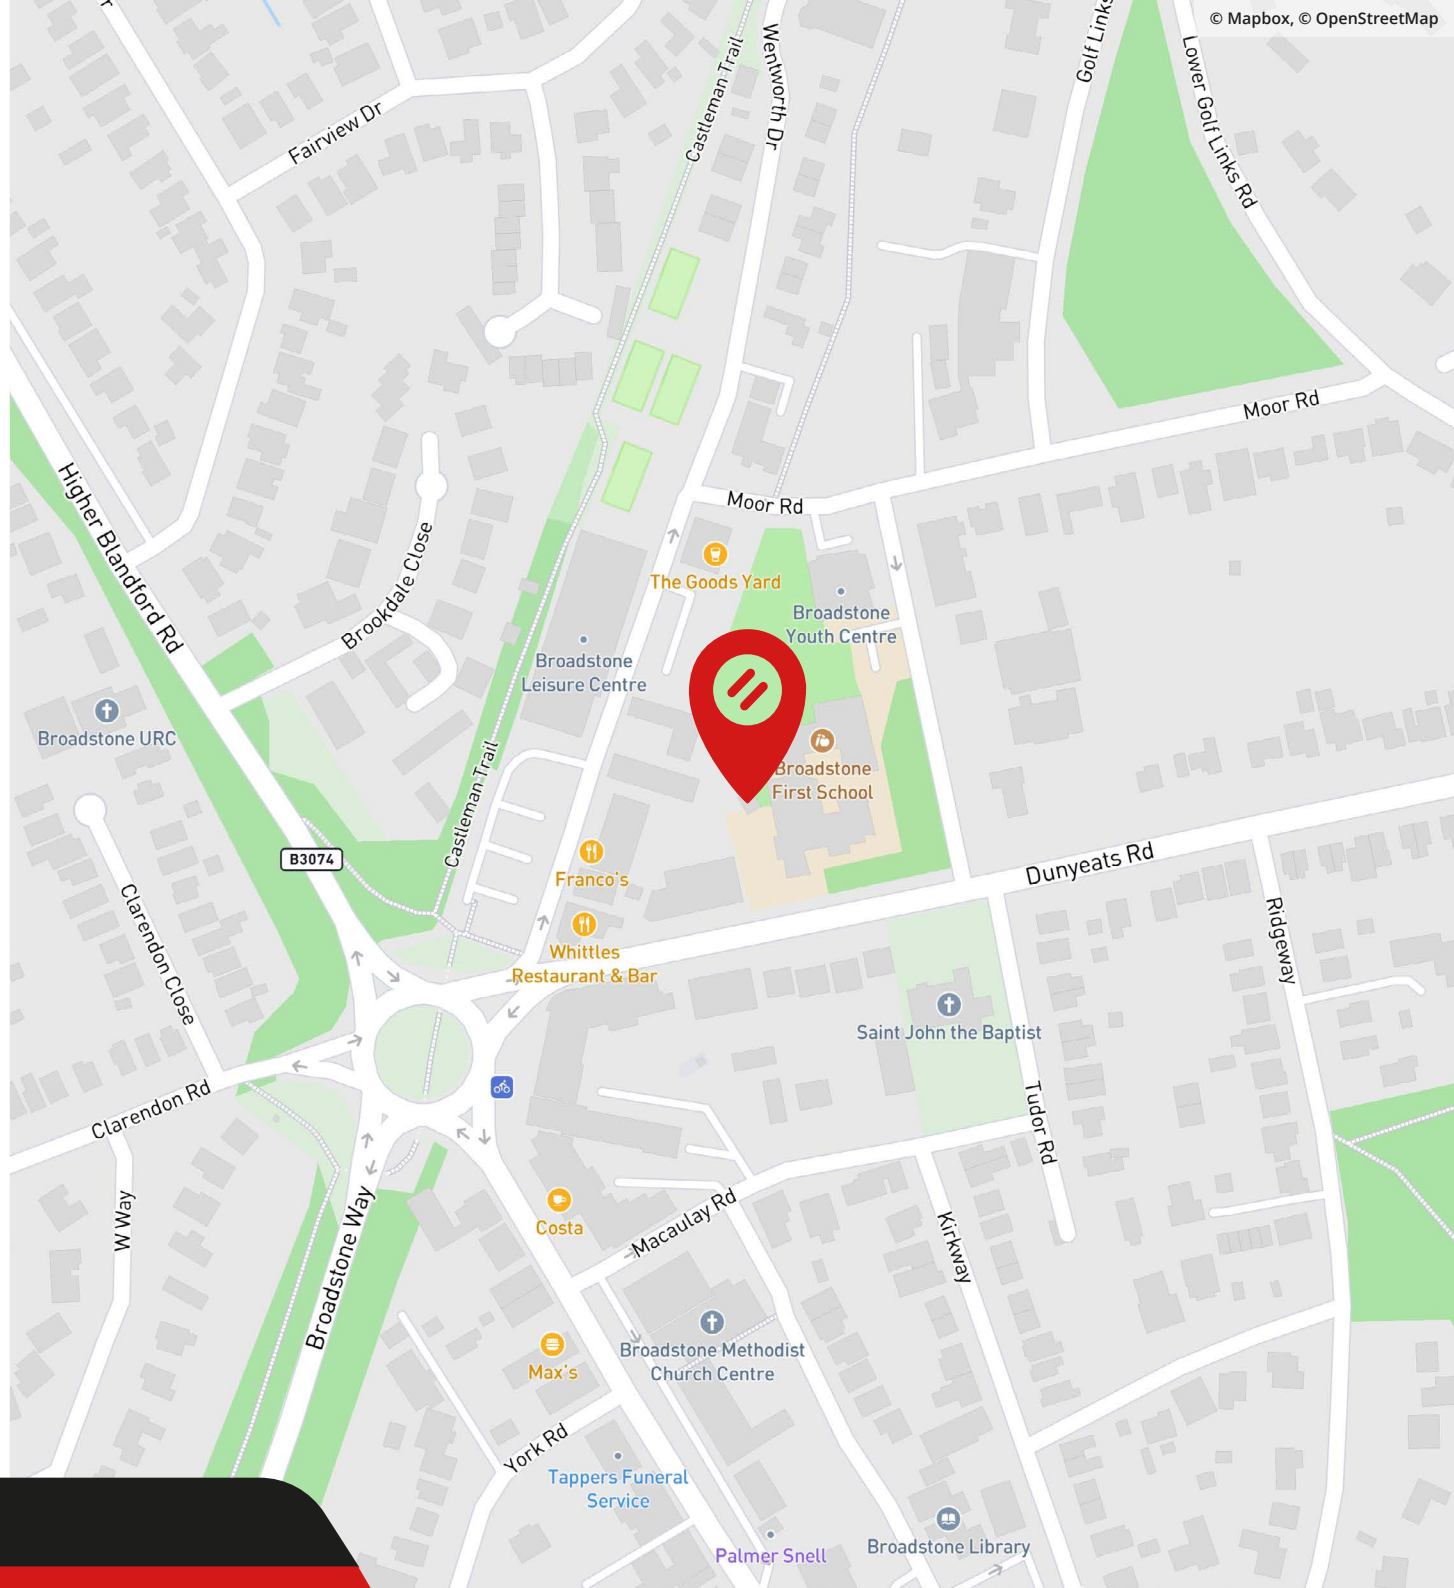 © Mapbox, © OpenStreetMap
Golf Links
Lower Golf Links Rd
Wentworth Dr
Castleman Trail
Fairview Dr
Moor Rd
Moor Rd
Higher Blandford Rd
Brookdale Close
The Goods Yard
Broadstone
Youth Centre
Broadstone
Leisure Centre
Broadstone URC
Castleman Trail
Broadstone
First School
B3074
Franco's
Dunyeats Rd
Clarendon Close
Whittles
Restaurant & Bar
Ridgeway
Saint John the Baptist
Clarendon Rd
Tudor Rd
W Way
Broadstone Way
Costa
Macaulay Rd
Kirkway
Max's
Broadstone Methodist
Church Centre
York Rd
Tappers Funeral
Service
Palmer Snell
Broadstone Library